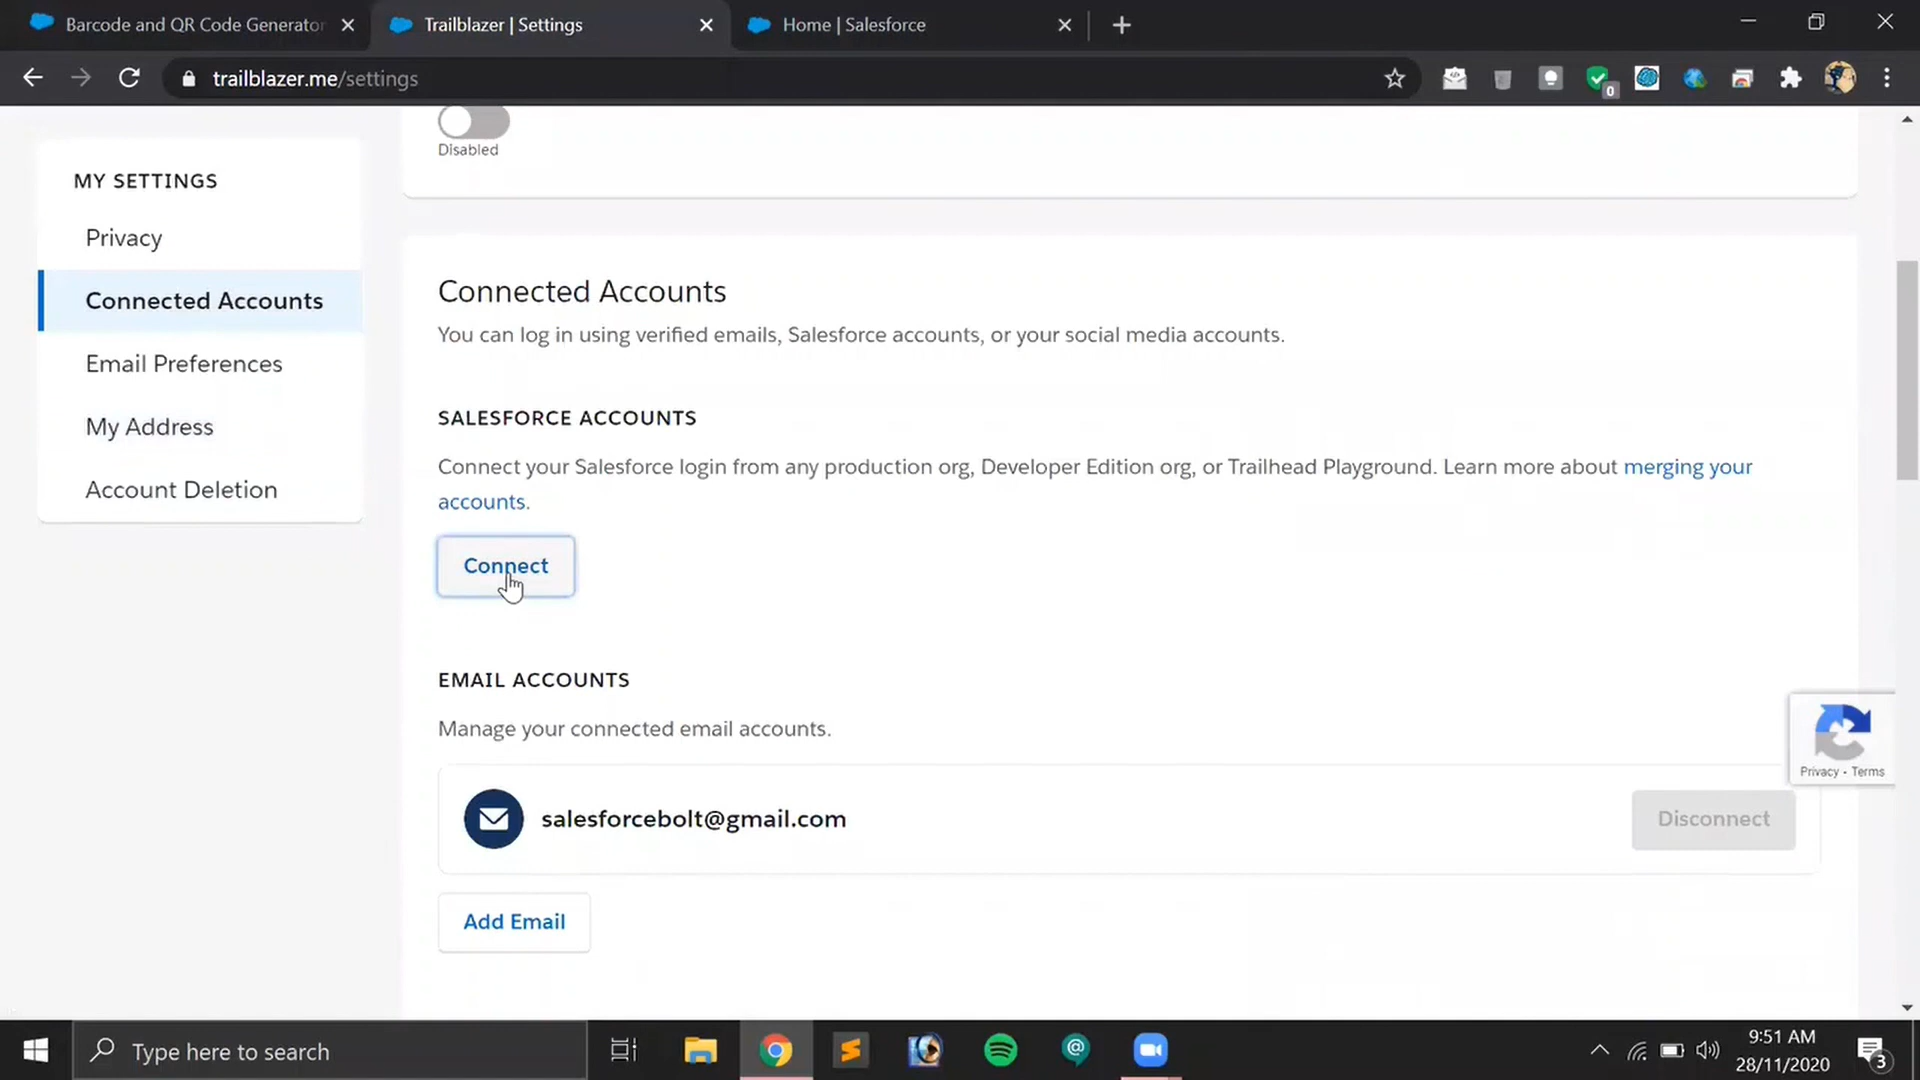 Barcode and QR Code Generator
Trailblazer | Settings
Home | Salesforce
trailblazer.me/settings
0
Disabled
MY SETTINGS
Privacy
Connected Accounts
Email Preferences
My Address
Account Deletion
Connected Accounts
You can log in using verified emails, Salesforce accounts, or your social media accounts.
SALESFORCE ACCOUNTS
Connect your Salesforce login from any production org, Developer Edition org, or Trailhead Playground. Learn more about merging your
accounts.
Connect
EMAIL ACCOUNTS
Manage your connected email accounts.
salesforcebolt@gmail.com
Disconnect
Add Email
Privacy - Terms
Type here to search
9:51 AM
28/11/2020
3